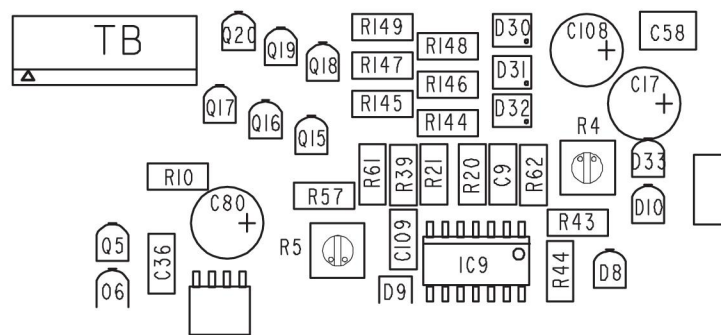 TB
Q20
Q19
Q18
R149
R148
D30
C108
C58
R147
R146
D31
C17
Q17
Q16
Q15
R145
R144
D32
R4
D33
R10
R61
R39
R21
R20
C9
R62
D10
R57
C80
R43
Q5
C36
R5
C109
IC9
R44
D8
Q6
D9